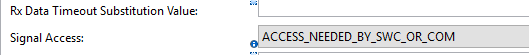 Rx Data Timeout Substitution Value:
Signal Access: ACCESS_NEEDED_BY_SWC_OR_COM